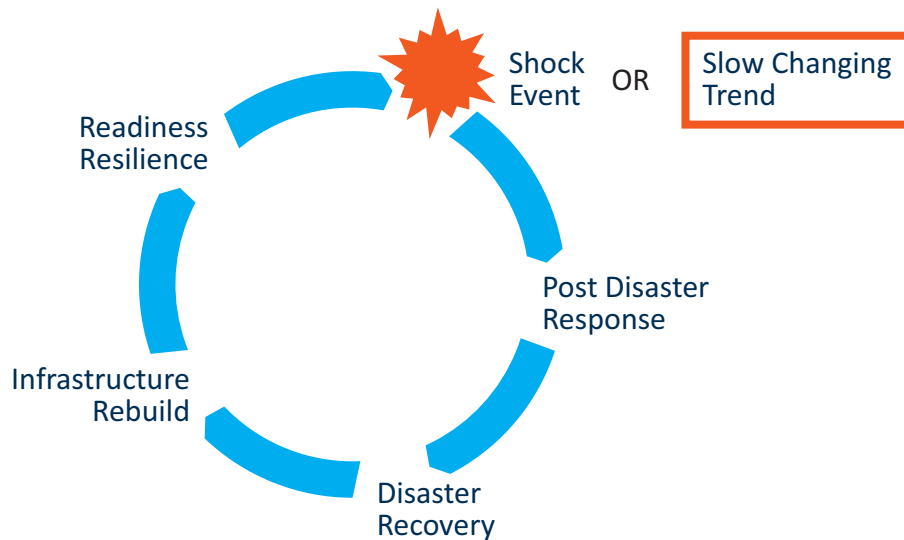 Shock
Event
OR
Slow Changing
Trend
Readiness
Resilience
Post Disaster
Response
Infrastructure
Rebuild
Disaster
Recovery